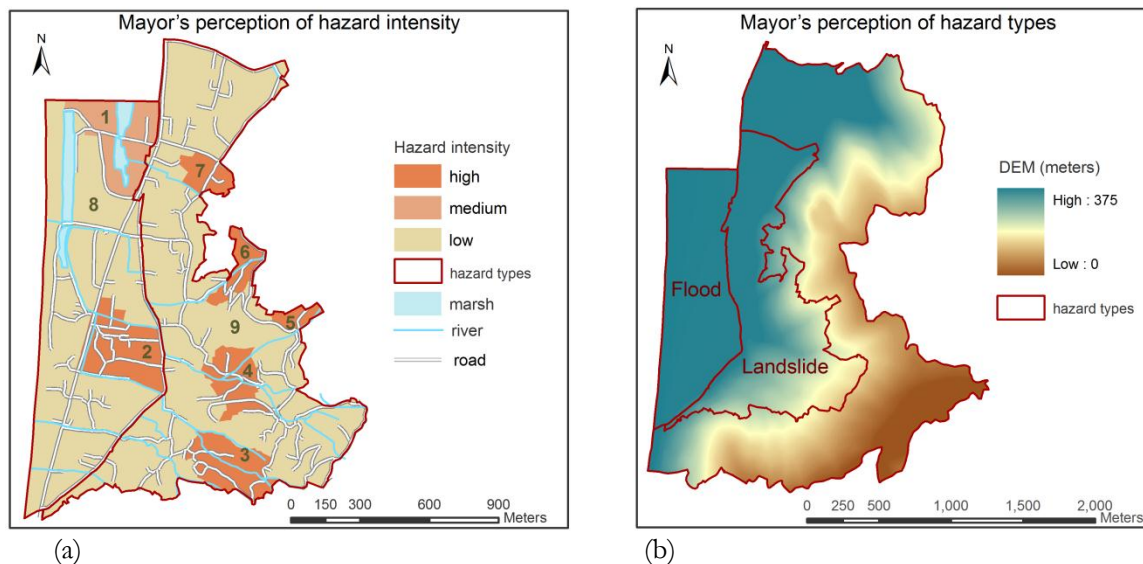 Mayor's perception of hazard intensity
N
1
7
8
6
9
5
2
4
3
Hazard intensity
high
medium
low
hazard types
marsh
river
road
0 150 300 600 900
Meters
(a)
Mayor's perception of hazard types
N
Flood
Landslide
DEM (meters)
High : 375
Low : 0
hazard types
0 250 500 1,000 1,500 2,000
Meters
(b)